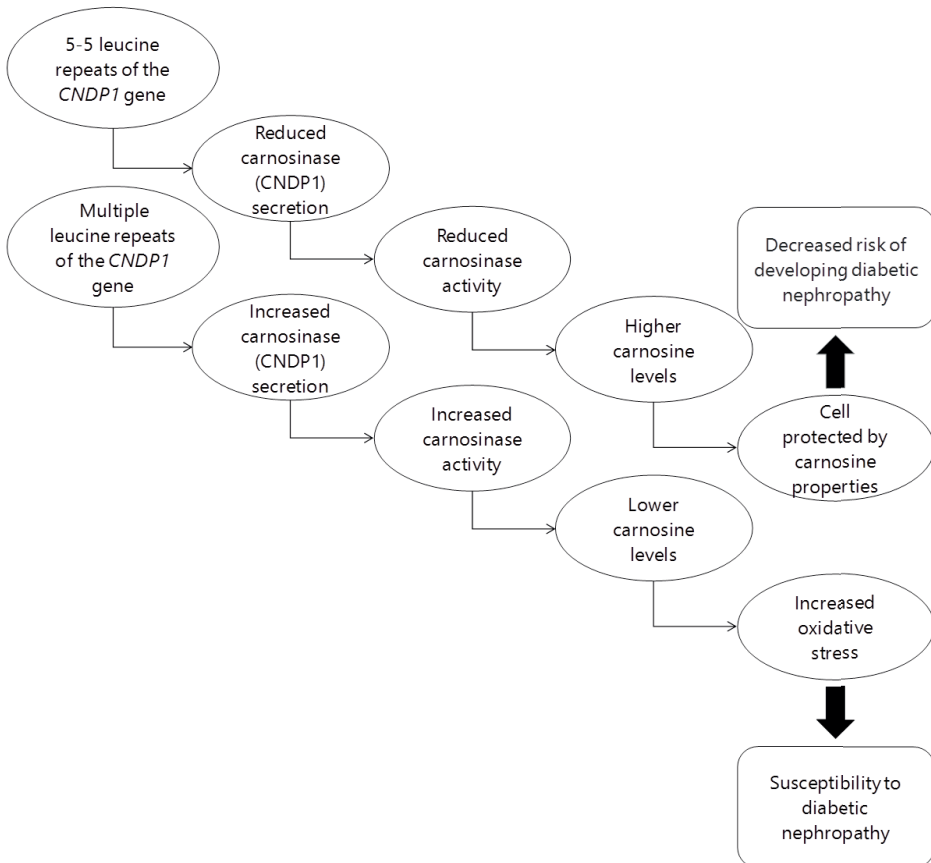 5-5 leucine
repeats of the
CNDP1 gene
Reduced
carnosinase
(CNDP1)
secretion
Multiple
leucine repeats
of the CNDP1
gene
Reduced
carnosinase
activity
Decreased risk of
developing diabetic
nephropathy
Increased
carnosinase
(CNDP1)
secretion
Higher
carnosine
levels
Increased
carnosinase
activity
Cell
protected by
carnosine
properties
Lower
carnosine
levels
Increased
oxidative
stress
Susceptibility to
diabetic
nephropathy